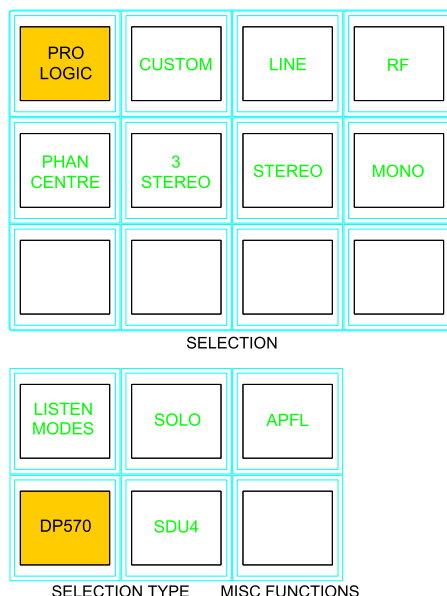 PRO
LOGIC
CUSTOM
LINE
RF
PHAN
CENTRE
3
STEREO
STEREO
MONO
SELECTION
LISTEN
MODES
SOLO
APFL
DP570
SDU4
SELECTION TYPE
MISC FUNCTIONS